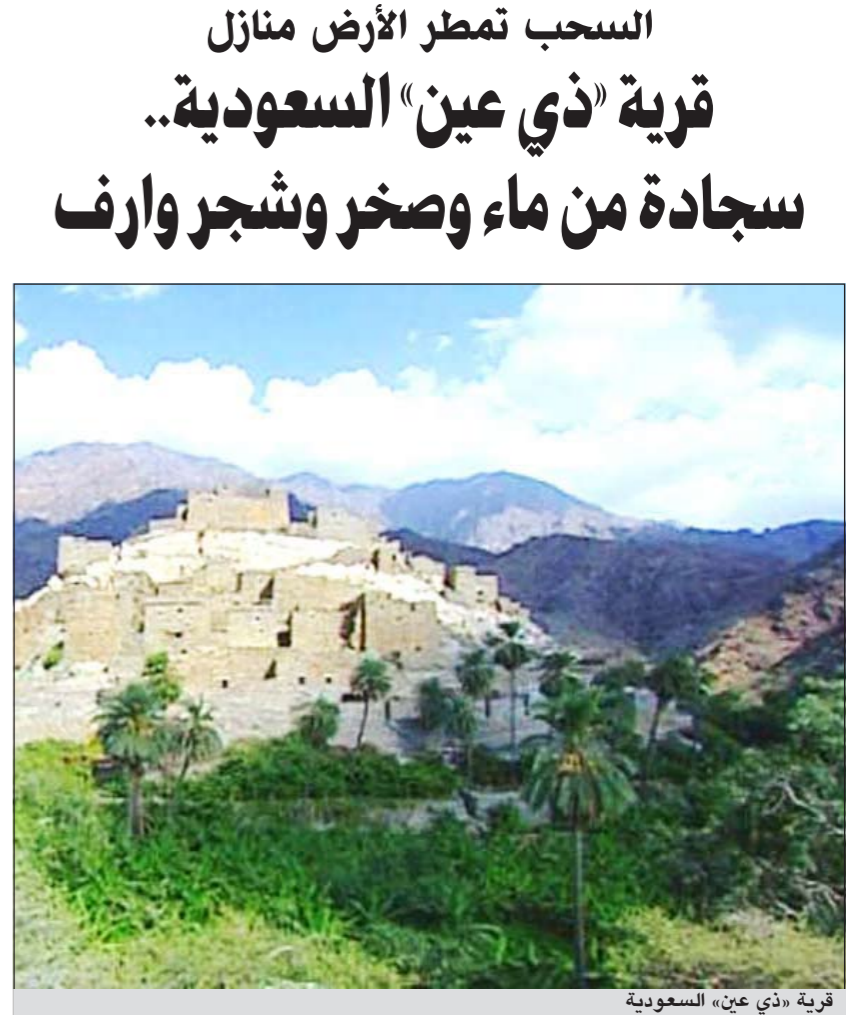 السحب تمطر الأرض منازل
قرية «ذي عين» السعودية..
سجادة من ماء وصخر وشجر وارف
قرية «ذي عين» السعودية